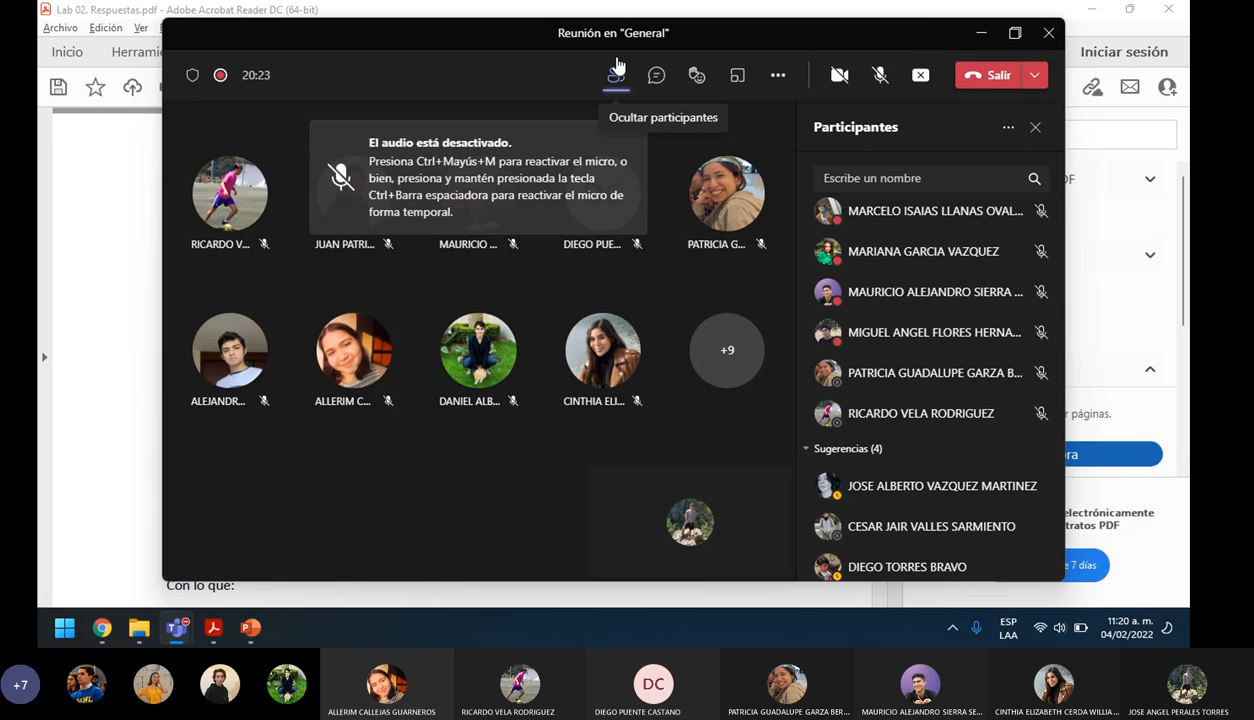 Lab 02. Respuestas.pdf - Adobe Acrobat Reader DC (64-bit)
Archivo Edición Ver
Inicio Herramie
Iniciar sesión
Reunión en "General"
20:23
Salir
Ocultar participantes
El audio está desactivado.
Presiona Ctrl+Mayús+M para reactivar el micro, o
bien, presiona y mantén presionada la tecla
Ctrl+Barra espaciadora para reactivar el micro de
forma temporal.
RICARDO V...
JUAN PATRI...
MAURICIO ...
DIEGO PUE...
PATRICIA G...
ALEJANDR...
ALLERIM C...
DANIEL ALB...
CINTHIA ELI...
+9
Participantes
Escribe un nombre
MARCELO ISAIAS LLANAS OVAL...
MARIANA GARCIA VAZQUEZ
MAURICIO ALEJANDRO SIERRA ...
MIGUEL ANGEL FLORES HERNA...
PATRICIA GUADALUPE GARZA B...
RICARDO VELA RODRIGUEZ
Sugerencias (4)
JOSE ALBERTO VAZQUEZ MARTINEZ
CESAR JAIR VALLES SARMIENTO
DIEGO TORRES BRAVO
DF
r páginas.
ora
electrónicamente
tratos PDF
e 7 días
Con lo que:
ESP
LAA
11:20 a. m.
04/02/2022
+7
DC
ALLERIM CALLEJAS GUARNEROS
RICARDO VELA RODRIGUEZ
DIEGO PUENTE CASTANO
PATRICIA GUADALUPE GARZA BER...
MAURICIO ALEJANDRO SIERRA SE...
CINTHIA ELIZABETH CERDA WILLIA...
JOSE ANGEL PERALES TORRES